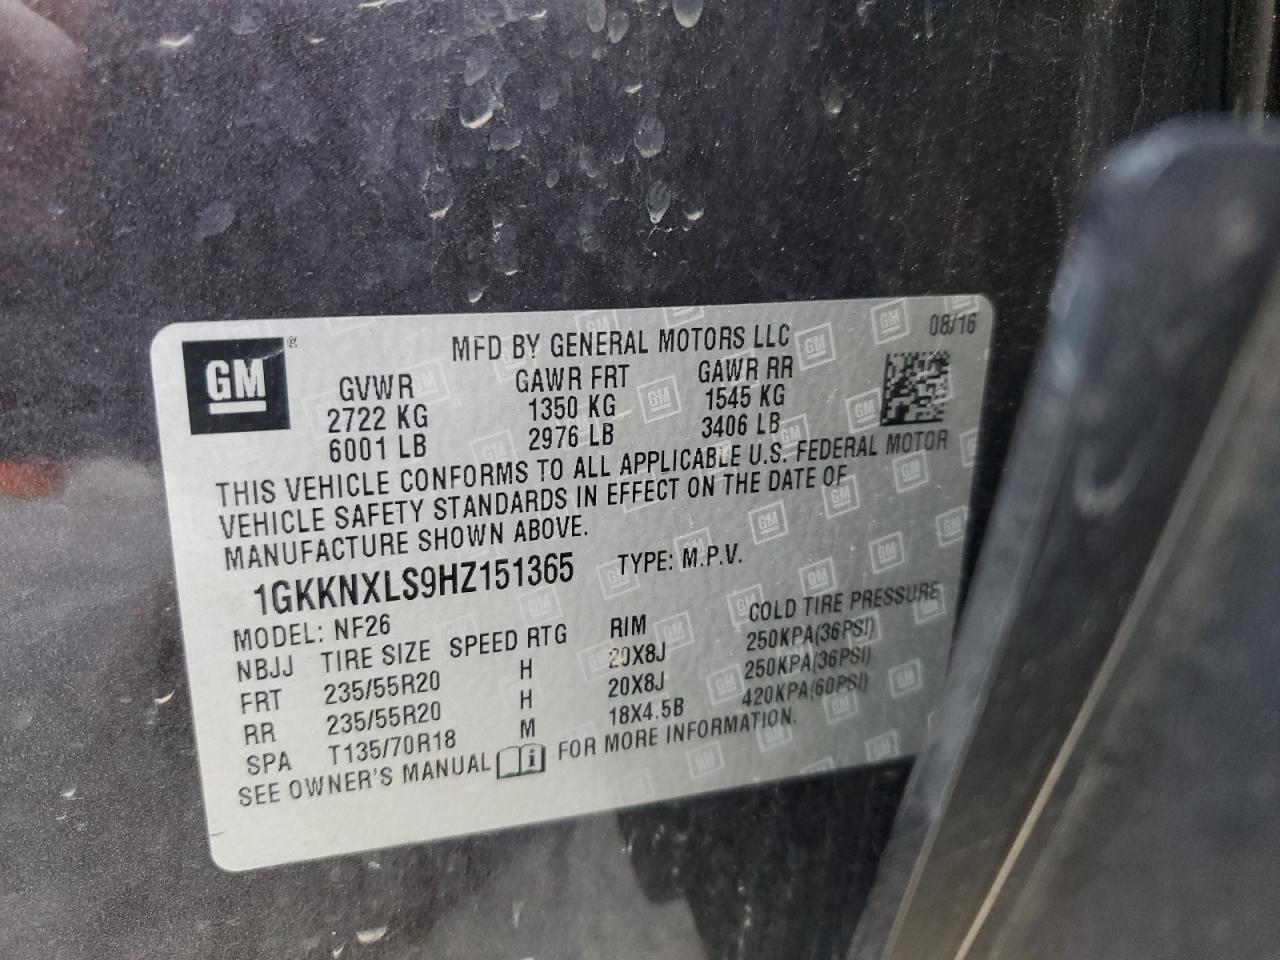 GM ®
MFD BY GENERAL MOTORS LLC 08/16
GVWR GAWR FRT GAWR RR
2722 KG 1350 KG 1545 KG
6001 LB 2976 LB 3406 LB
THIS VEHICLE CONFORMS TO ALL APPLICABLE U.S. FEDERAL MOTOR
VEHICLE SAFETY STANDARDS IN EFFECT ON THE DATE OF
MANUFACTURE SHOWN ABOVE.
1GKKNXLS9HZ151365 TYPE: M.P.V.
MODEL: NF26
NBJJ TIRE SIZE SPEED RTG RIM COLD TIRE PRESSURE
FRT 235/55R20 H 20X8J 250KPA(36PSI)
RR 235/55R20 H 20X8J 250KPA(36PSI)
SPA T135/70R18 M 18X4.5B 420KPA(60PSI)
SEE OWNER'S MANUAL i FOR MORE INFORMATION.